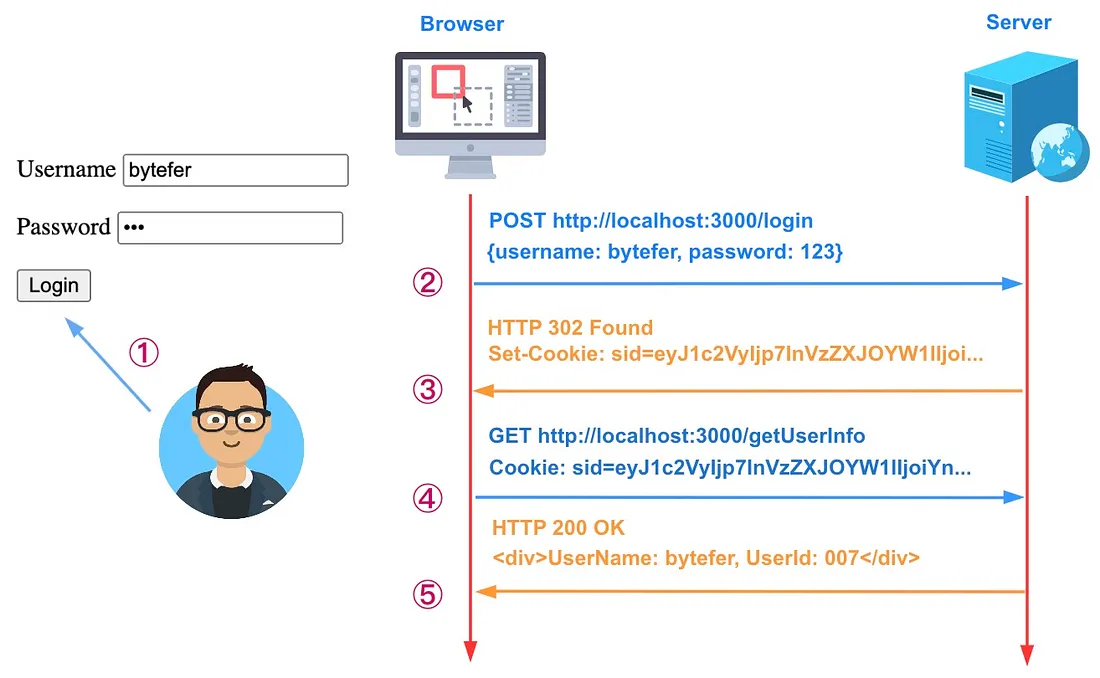 Browser
Server
Username bytefer
Password •••
Login
①
POST http://localhost:3000/login
{username: bytefer, password: 123}
②
HTTP 302 Found
Set-Cookie: sid=eyJ1c2VyIjp7InVzZXJOYW1lIjoi...
③
GET http://localhost:3000/getUserInfo
Cookie: sid=eyJ1c2VyIjp7InVzZXJOYW1lIjoiYn...
④
HTTP 200 OK
<div>UserName: bytefer, UserId: 007</div>
⑤